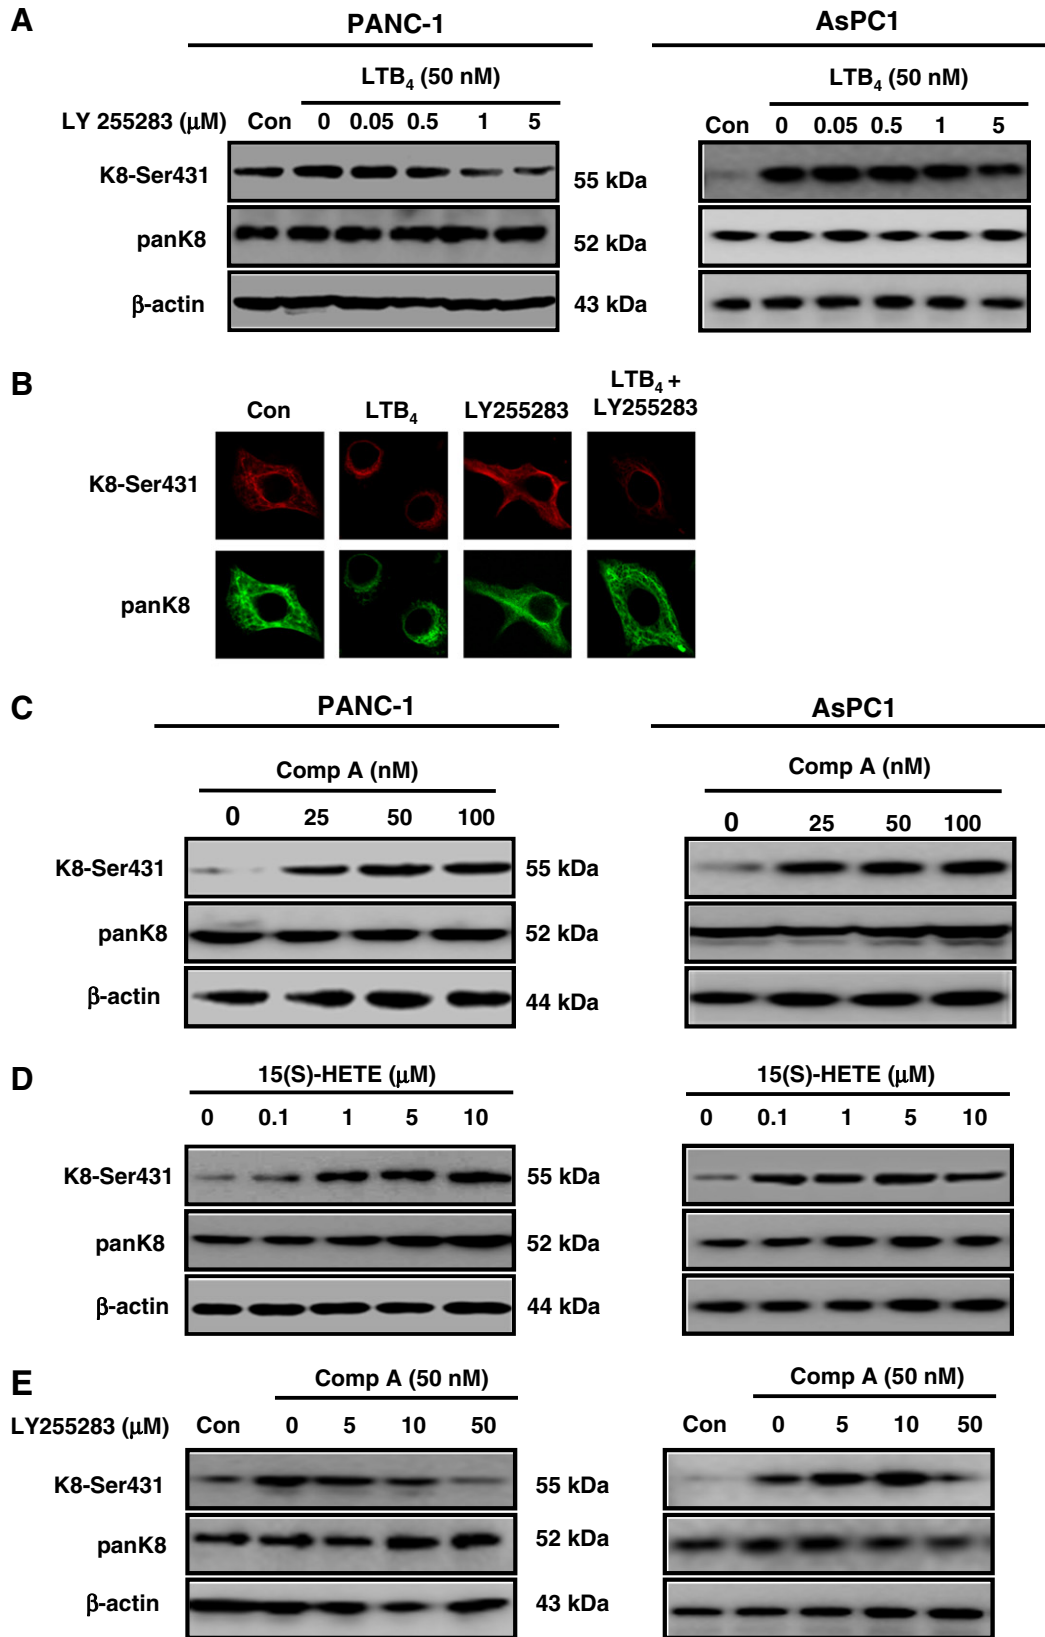 A
PANC-1
AsPC1
LTB4 (50 nM)
LTB4 (50 nM)
LY 255283 (μM) Con 0 0.05 0.5 1 5
Con 0 0.05 0.5 1 5
K8-Ser431
55 kDa
panK8
52 kDa
β-actin
43 kDa
B
Con
LTB4
LY255283
LTB4 +
LY255283
K8-Ser431
panK8
C
PANC-1
AsPC1
Comp A (nM)
Comp A (nM)
0 25 50 100
0 25 50 100
K8-Ser431
55 kDa
panK8
52 kDa
β-actin
44 kDa
D
15(S)-HETE (μM)
15(S)-HETE (μM)
0 0.1 1 5 10
0 0.1 1 5 10
K8-Ser431
55 kDa
panK8
52 kDa
β-actin
44 kDa
E
Comp A (50 nM)
Comp A (50 nM)
LY255283 (μM) Con 0 5 10 50
Con 0 5 10 50
K8-Ser431
55 kDa
panK8
52 kDa
β-actin
43 kDa